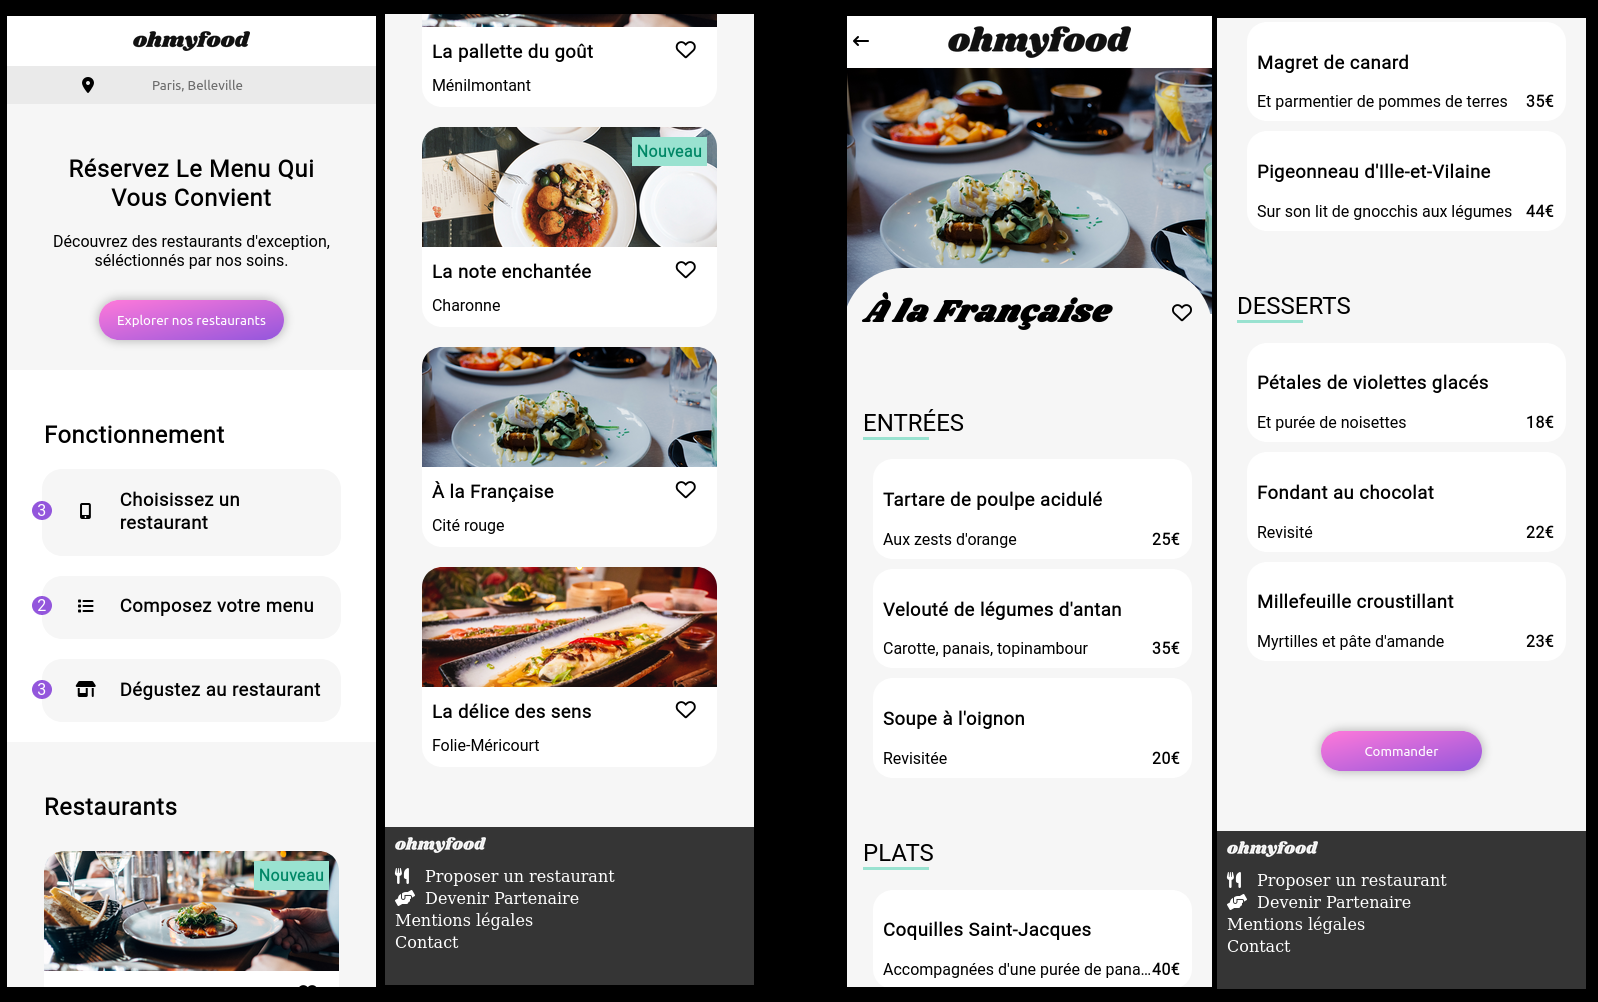 ohmyfood
Paris, Belleville
Réservez Le Menu Qui
Vous Convient
Découvrez des restaurants d'exception,
séléctionnés par nos soins.
Explorer nos restaurants
Fonctionnement
3
Choisissez un
restaurant
2
Composez votre menu
3
Dégustez au restaurant
Restaurants
Nouveau
La pallette du goût
Ménilmontant
Nouveau
La note enchantée
Charonne
À la Française
Cité rouge
La délice des sens
Folie-Méricourt
ohmyfood
Proposer un restaurant
Devenir Partenaire
Mentions légales
Contact
ohmyfood
À la Française
ENTRÉES
Tartare de poulpe acidulé
Aux zests d'orange 25€
Velouté de légumes d'antan
Carotte, panais, topinambour 35€
Soupe à l'oignon
Revisitée 20€
PLATS
Coquilles Saint-Jacques
Accompagnées d'une purée de pana...40€
Magret de canard
Et parmentier de pommes de terres 35€
Pigeonneau d'Ille-et-Vilaine
Sur son lit de gnocchis aux légumes 44€
DESSERTS
Pétales de violettes glacés
Et purée de noisettes 18€
Fondant au chocolat
Revisité 22€
Millefeuille croustillant
Myrtilles et pâte d'amande 23€
Commander
ohmyfood
Proposer un restaurant
Devenir Partenaire
Mentions légales
Contact